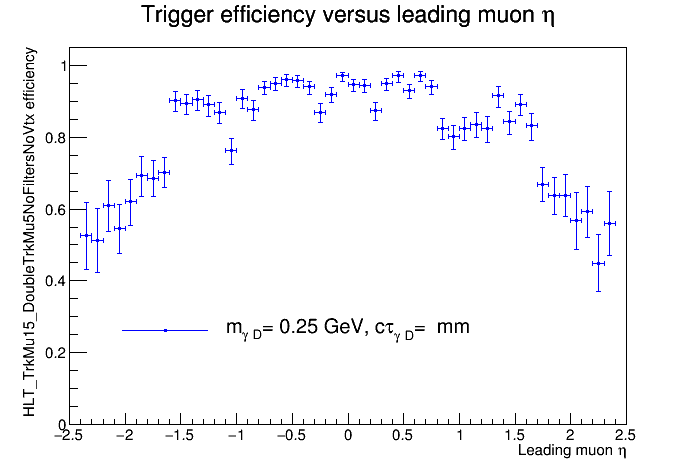 Trigger efficiency versus leading muon η
HLT_TrkMu15_DoubleTrkMu5NoFiltersNoVtx efficiency
1
0.8
0.6
0.4
0.2
0
m_γ D= 0.25 GeV, cτ_γ D= mm
−2.5 −2 −1.5 −1 −0.5 0 0.5 1 1.5 2 2.5
Leading muon η